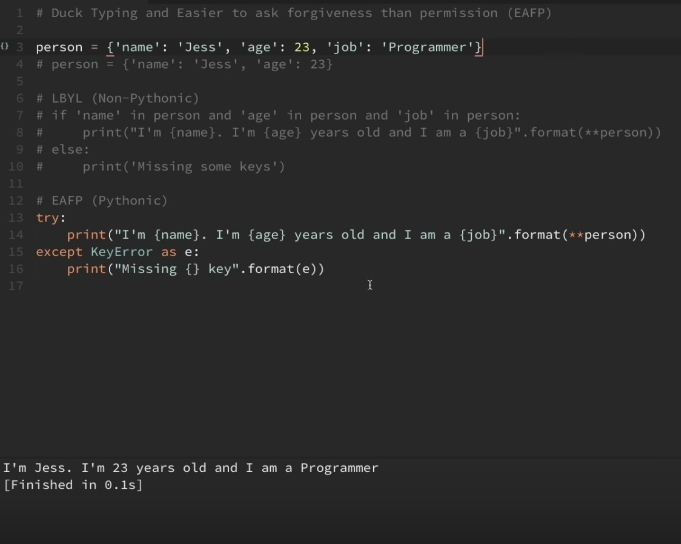 1 # Duck Typing and Easier to ask forgiveness than permission (EAFP)
2
3 person = {'name': 'Jess', 'age': 23, 'job': 'Programmer'}
4 # person = {'name': 'Jess', 'age': 23}
5
6 # LBYL (Non-Pythonic)
7 # if 'name' in person and 'age' in person and 'job' in person:
8 #     print("I'm {name}. I'm {age} years old and I am a {job}".format(**person))
9 # else:
10 #     print('Missing some keys')
11
12 # EAFP (Pythonic)
13 try:
14     print("I'm {name}. I'm {age} years old and I am a {job}".format(**person))
15 except KeyError as e:
16     print("Missing {} key".format(e))
17
I'm Jess. I'm 23 years old and I am a Programmer
[Finished in 0.1s]